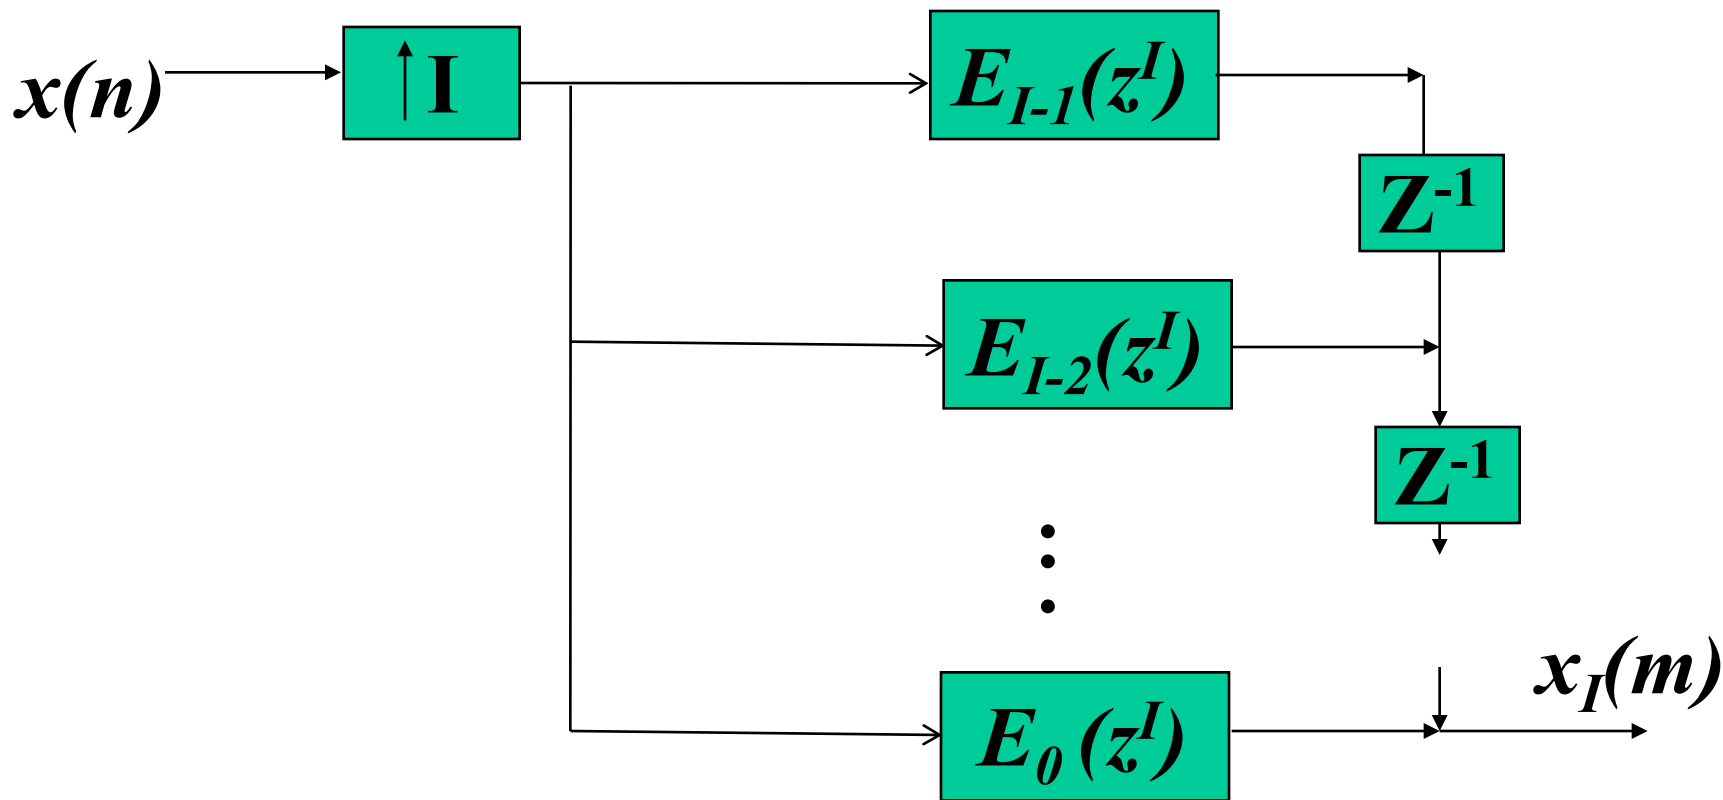 x(n)
↑I
E_{I-1}(z^I)
Z^{-1}
E_{I-2}(z^I)
Z^{-1}
E_0(z^I)
x_I(m)